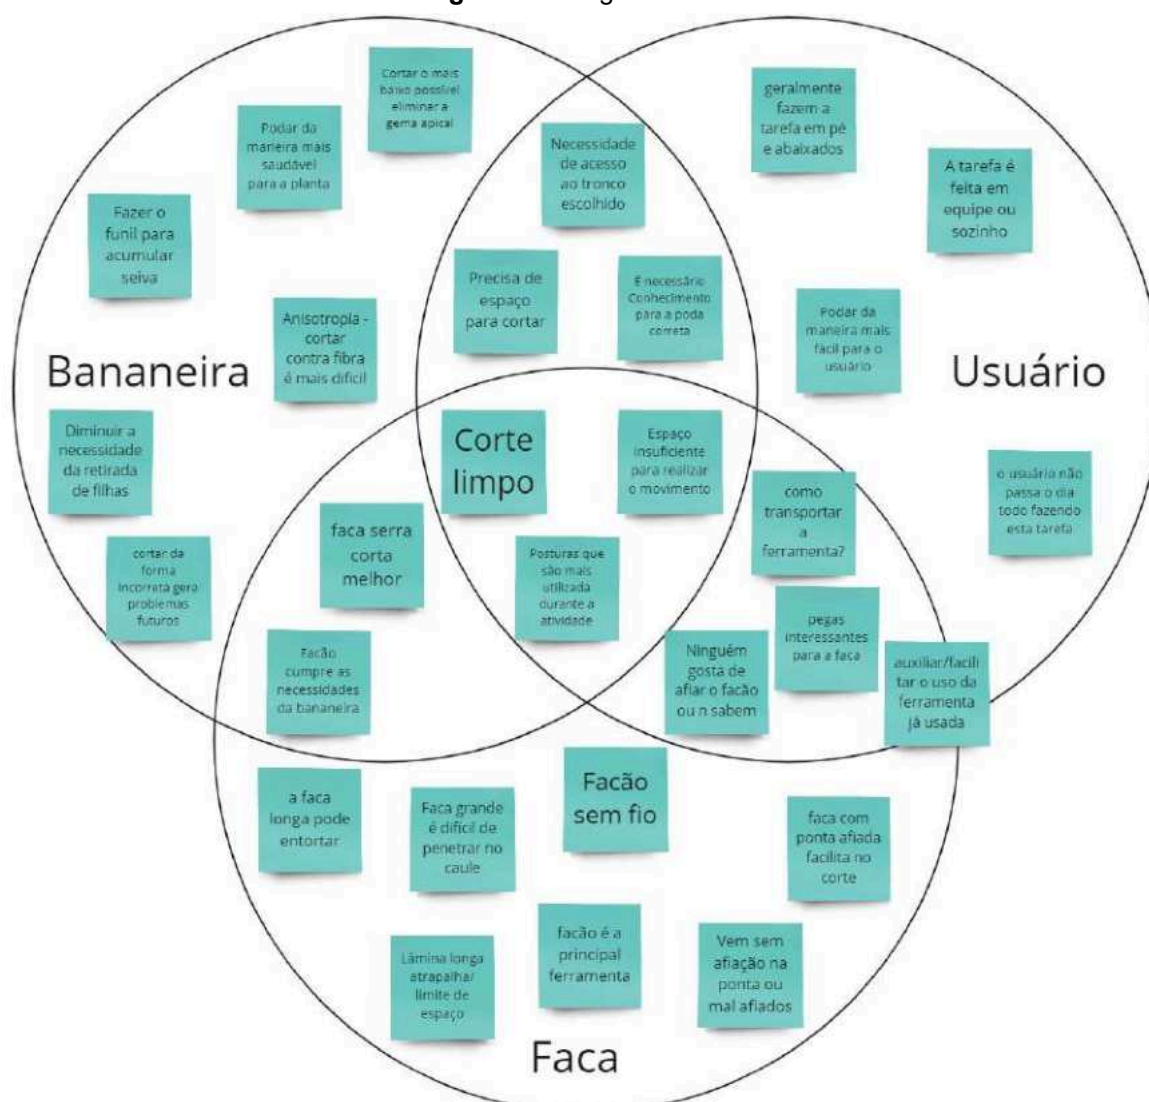 Cortar o mais
baixo possível
eliminar a
gema apical
Podar da
maneira mais
saudável
para a planta
Fazer o
funil para
acumular
seiva
Anisotropia -
cortar
contra fibra
é mais dificil
Bananeira
Diminuir a
necessidade
da retirada
de filhas
cortar da
forma
incorreta gera
problemas
futuros
Necessidade
de acesso
ao tronco
escolhido
Precisa de
espaço
para cortar
E necessário
Conhecimento
para a poda
correta
geralmente
fazem a
tarefa em pé
e abaixados
A tarefa é
feita em
equipe ou
sozinho
Podar da
maneira mais
fácil para o
usuário
Usuário
o usuário não
passa o dia
todo fazendo
esta tarefa
Corte
limpo
Espaço
insuficiente
para realizar
o movimento
Posturas que
são mais
utilizada
durante a
atividade
faca serra
corta
melhor
Facão
cumpre as
necessidades
da bananeira
como
transportar
a
ferramenta?
pegas
interessantes
para a faca
Ninguém
gosta de
afiar o facão
ou n sabem
auxiliar/facili
tar o uso da
ferramenta
já usada
a faca
longa pode
entortar
Faca grande
é dificil de
penetrar no
caule
Facão
sem fio
faca com
ponta afiada
facilita no
corte
Lâmina longa
atrapalha/
limite de
espaço
facão é a
principal
ferramenta
Vem sem
afiação na
ponta ou
mal afiados
Faca